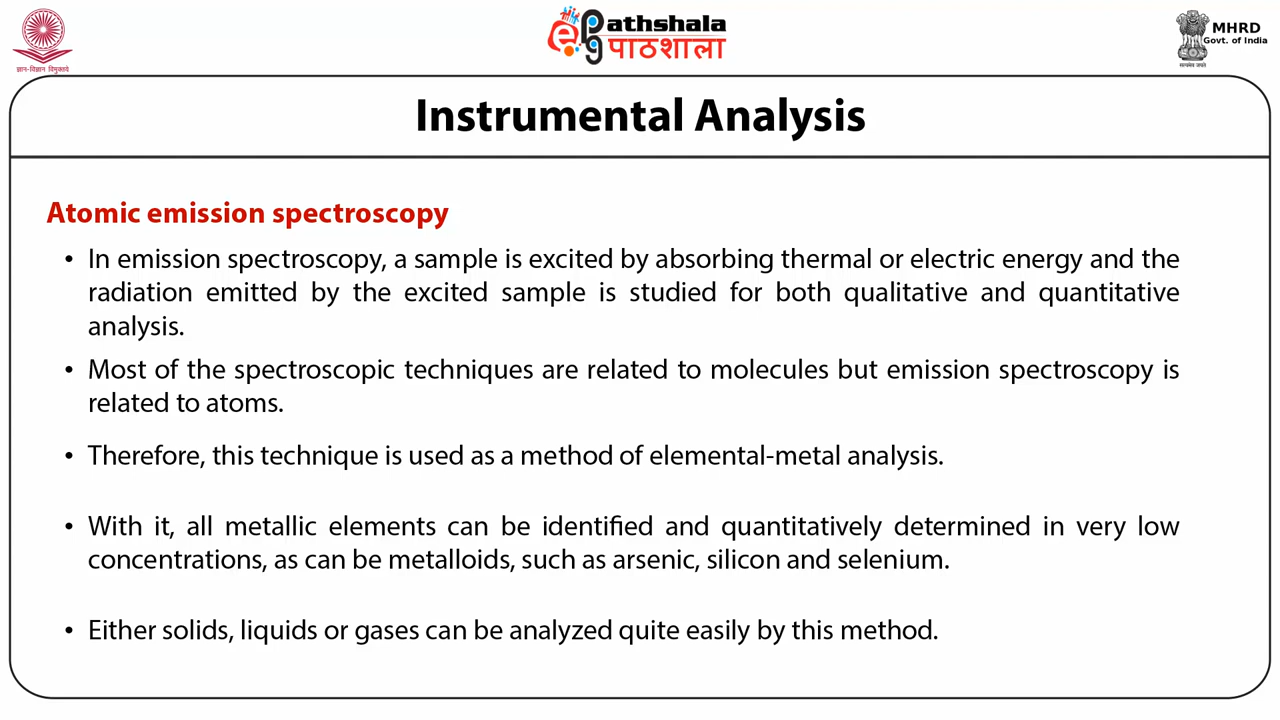 ज्ञान-विज्ञान विमुक्तये
ePathshala
पाठशाला
MHRD
Govt. of India
सत्यमेव जयते
Instrumental Analysis
Atomic emission spectroscopy
• In emission spectroscopy, a sample is excited by absorbing thermal or electric energy and the
radiation emitted by the excited sample is studied for both qualitative and quantitative
analysis.
• Most of the spectroscopic techniques are related to molecules but emission spectroscopy is
related to atoms.
• Therefore, this technique is used as a method of elemental-metal analysis.
• With it, all metallic elements can be identified and quantitatively determined in very low
concentrations, as can be metalloids, such as arsenic, silicon and selenium.
• Either solids, liquids or gases can be analyzed quite easily by this method.